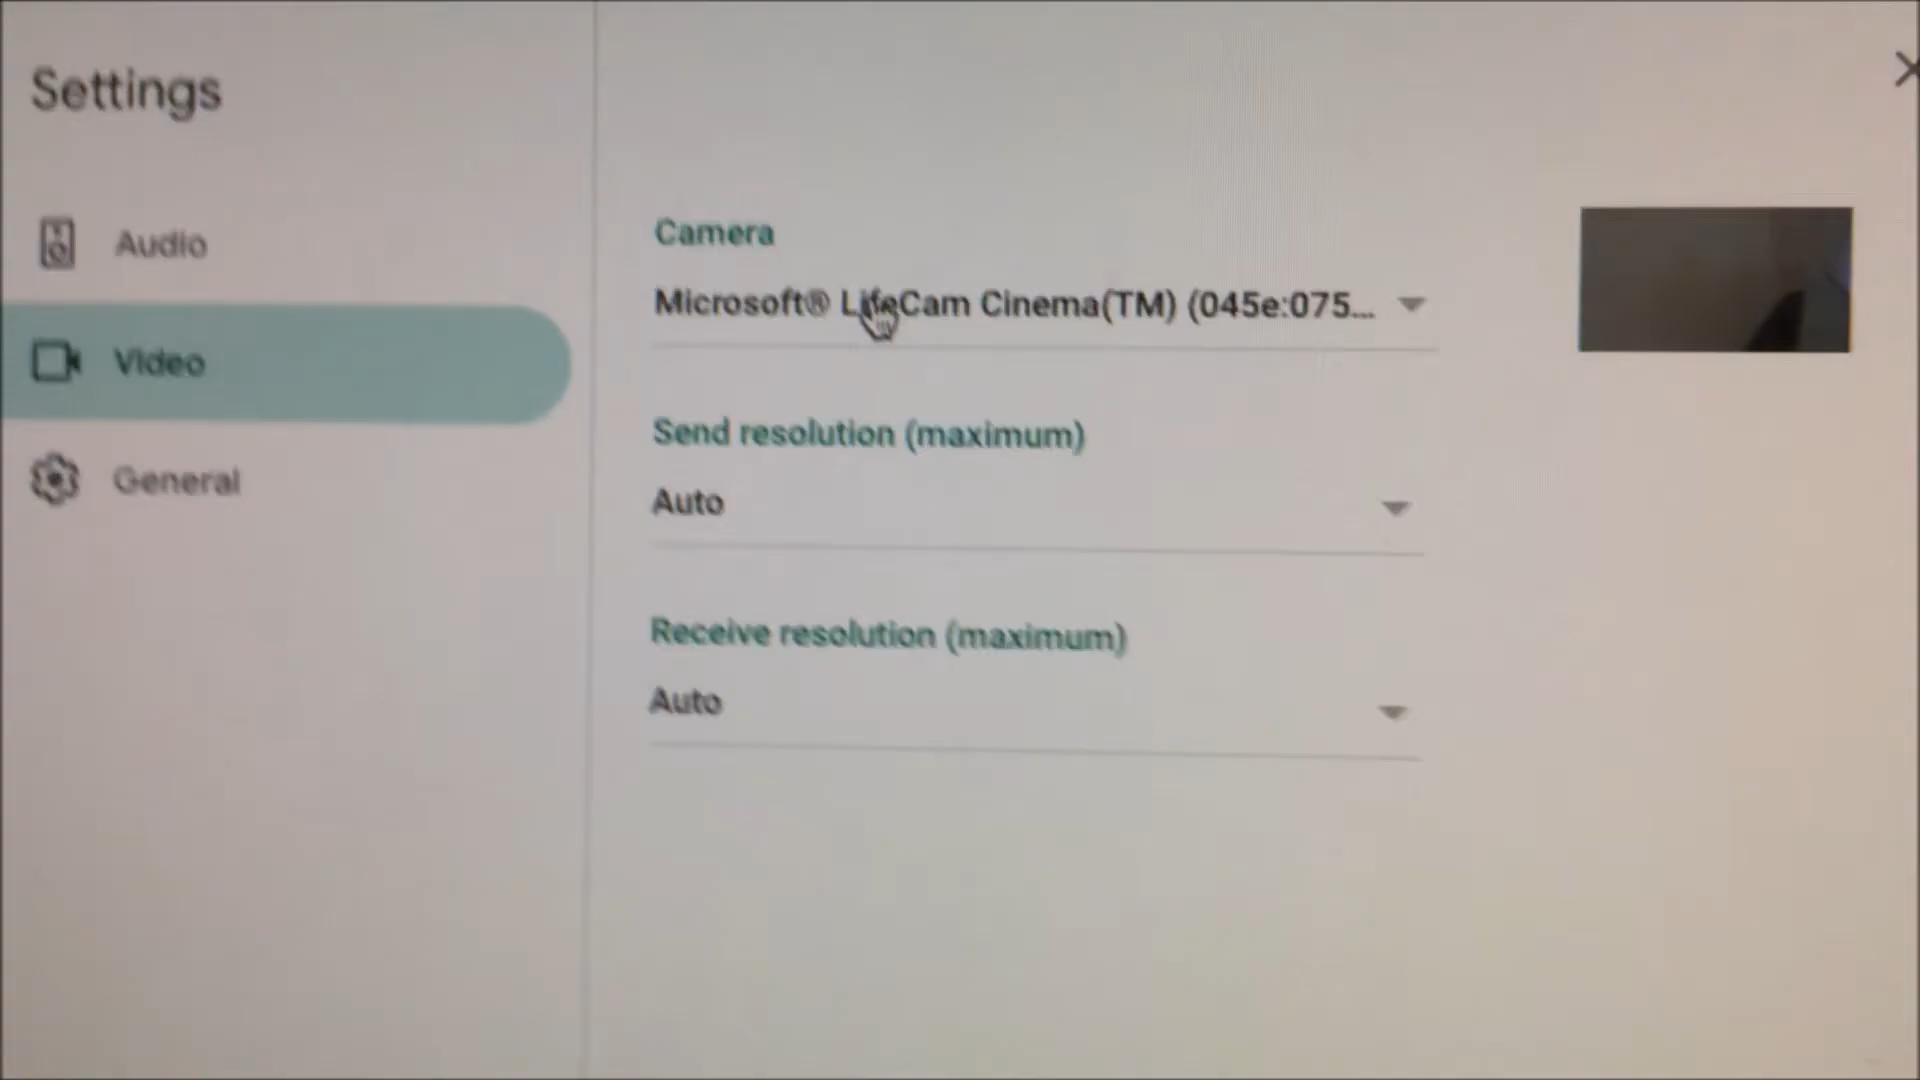 Settings
Audio
Video
General
Camera
Microsoft® LifeCam Cinema(TM) (045e:075...
Send resolution (maximum)
Auto
Receive resolution (maximum)
Auto